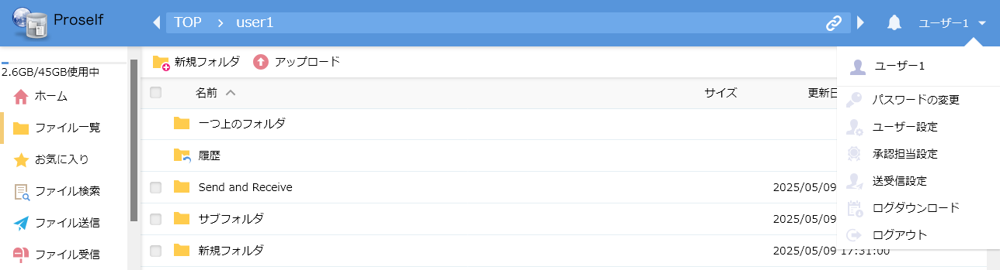 Proself
TOP > user1
ユーザー1
2.6GB/45GB使用中
ホーム
ファイル一覧
お気に入り
ファイル検索
ファイル送信
ファイル受信
新規フォルダ アップロード
名前 サイズ 更新日
一つ上のフォルダ
履歴
Send and Receive 2025/05/09
サブフォルダ 2025/05/09
新規フォルダ 2025/05/09 17:31:00
ユーザー1
パスワードの変更
ユーザー設定
承認担当設定
送受信設定
ログダウンロード
ログアウト